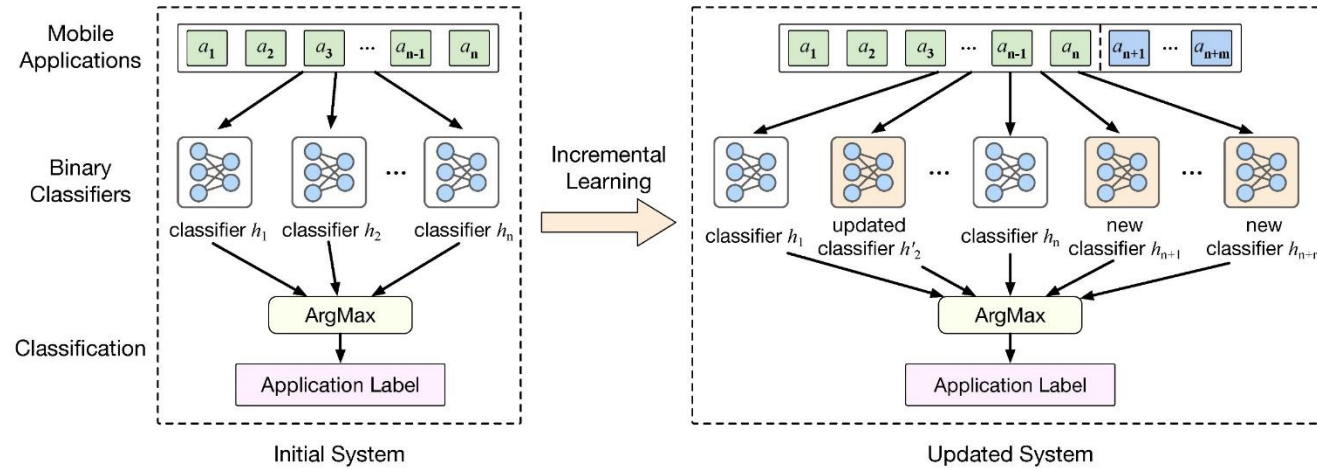 Mobile
Applications
a1 a2 a3 ... an-1 an
a1 a2 a3 ... an-1 an an+1 ... an+m
Binary
Classifiers
...
classifier h1
classifier h2
classifier hn
Incremental
Learning
... ...
classifier h1
updated
classifier h'2
classifier hn
new
classifier hn+1
new
classifier
Classification
ArgMax
Application Label
ArgMax
Application Label
Initial System
Updated System